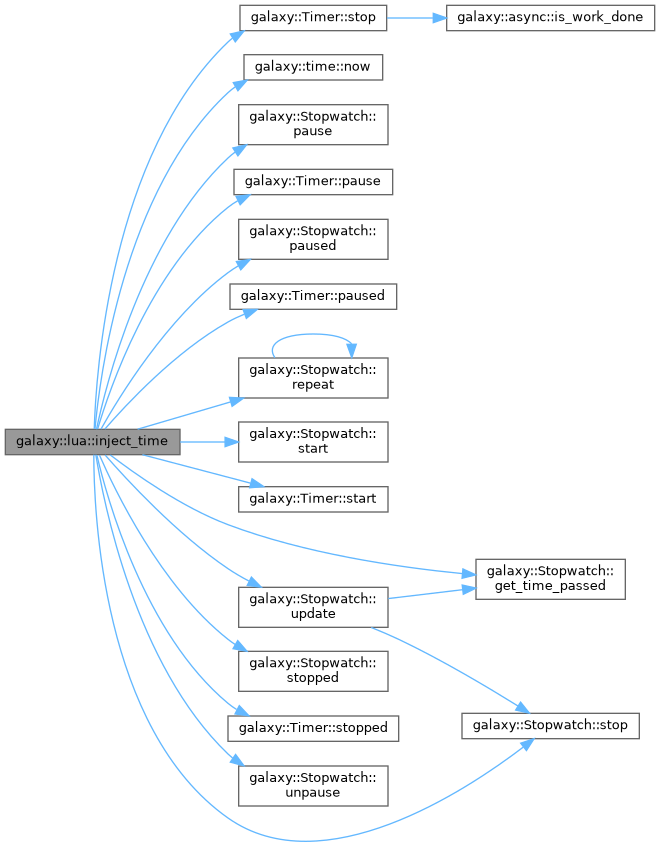 galaxy::Timer::stop
galaxy::async::is_work_done
galaxy::time::now
galaxy::Stopwatch::
pause
galaxy::Timer::pause
galaxy::Stopwatch::
paused
galaxy::Timer::paused
galaxy::Stopwatch::
repeat
galaxy::lua::inject_time
galaxy::Stopwatch::
start
galaxy::Timer::start
galaxy::Stopwatch::
get_time_passed
galaxy::Stopwatch::
update
galaxy::Stopwatch::
stopped
galaxy::Timer::stopped
galaxy::Stopwatch::stop
galaxy::Stopwatch::
unpause